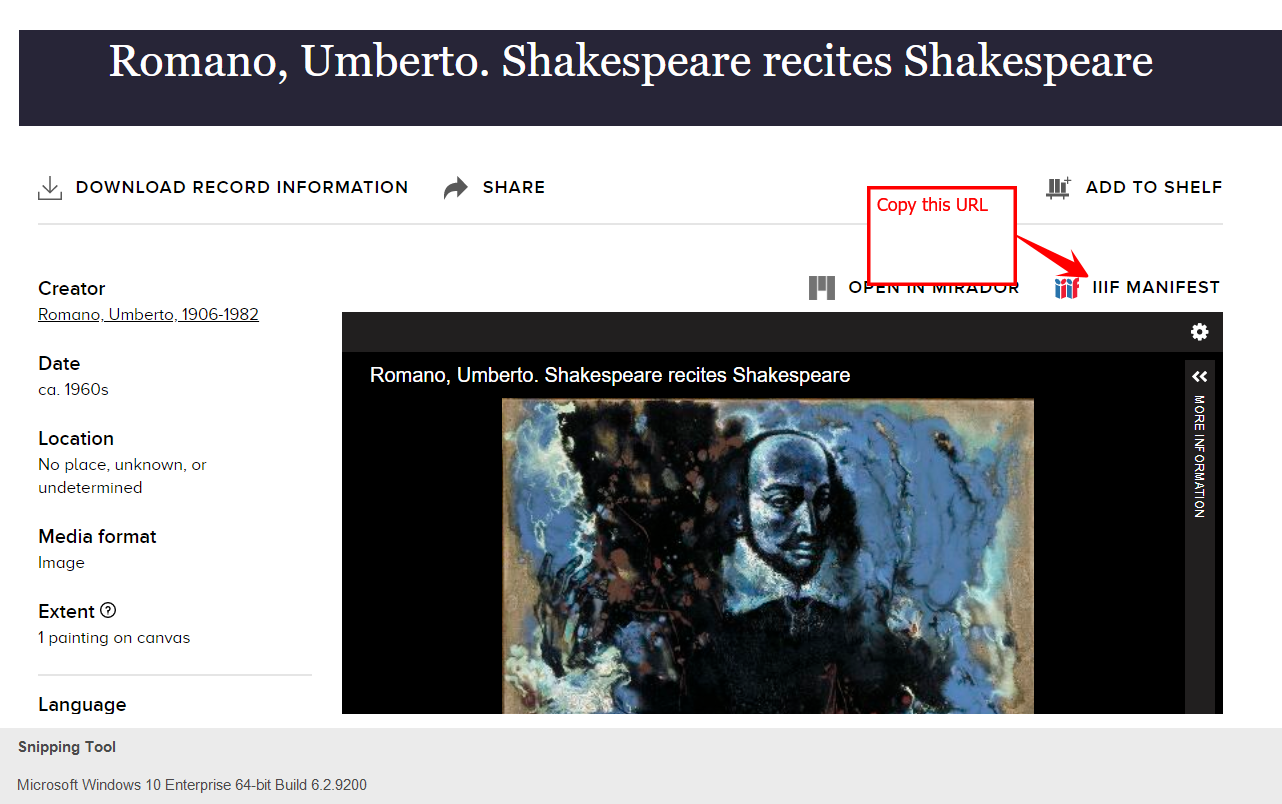 Romano, Umberto. Shakespeare recites Shakespeare
DOWNLOAD RECORD INFORMATION
SHARE
ADD TO SHELF
Copy this URL
Creator
Romano, Umberto, 1906-1982
Date
ca. 1960s
Location
No place, unknown, or
undetermined
Media format
Image
Extent ?
1 painting on canvas
Language
OPEN IN MIRADOR
iiif IIIF MANIFEST
Romano, Umberto. Shakespeare recites Shakespeare
MORE INFORMATION
Snipping Tool
Microsoft Windows 10 Enterprise 64-bit Build 6.2.9200